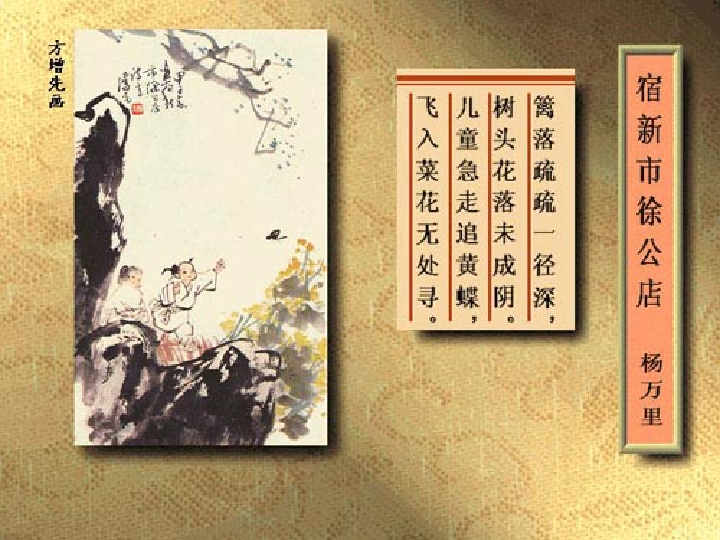 宿新市徐公店
杨万里
篱落疏疏一径深，
树头花落未成阴。
儿童急走追黄蝶，
飞入菜花无处寻。
方增先画